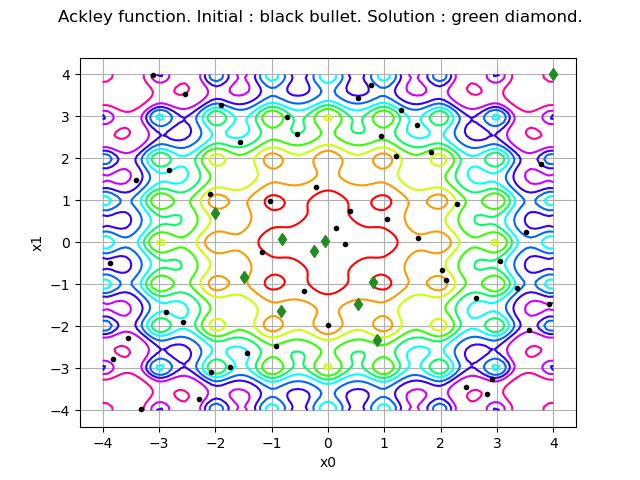 Ackley function. Initial : black bullet. Solution : green diamond.
4
3
2
1
0
−1
−2
−3
−4
x1
−4 −3 −2 −1 0 1 2 3 4
x0